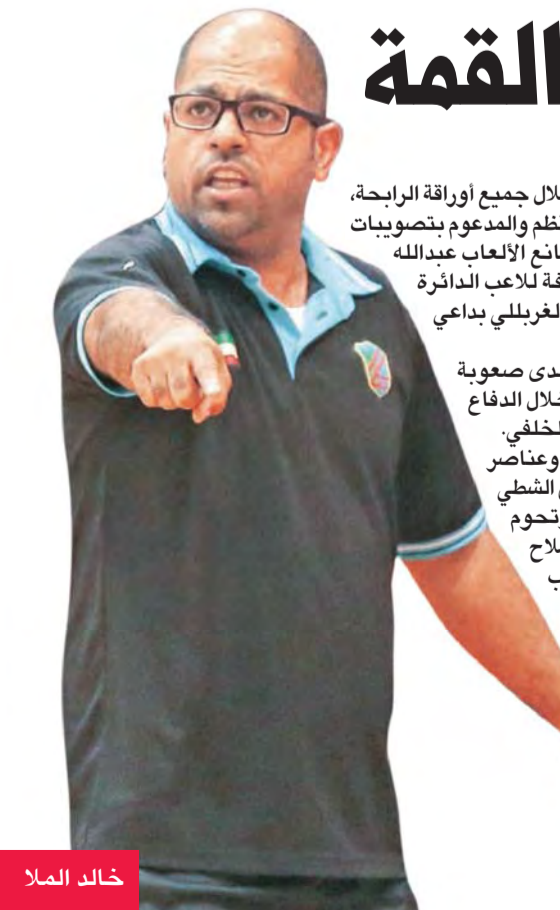 القمة
لال جميع أوراقة الرابحة،
ظم والمدعوم بتصويبات
انع الألعاب عبدالله
فة للاعب الدائرة
لغربللي بداعي
دى صعوبة
خلال الدفاع
لخلفي.
وعناصر
الشطي
تحوم
لاح
ب
خالد الملا